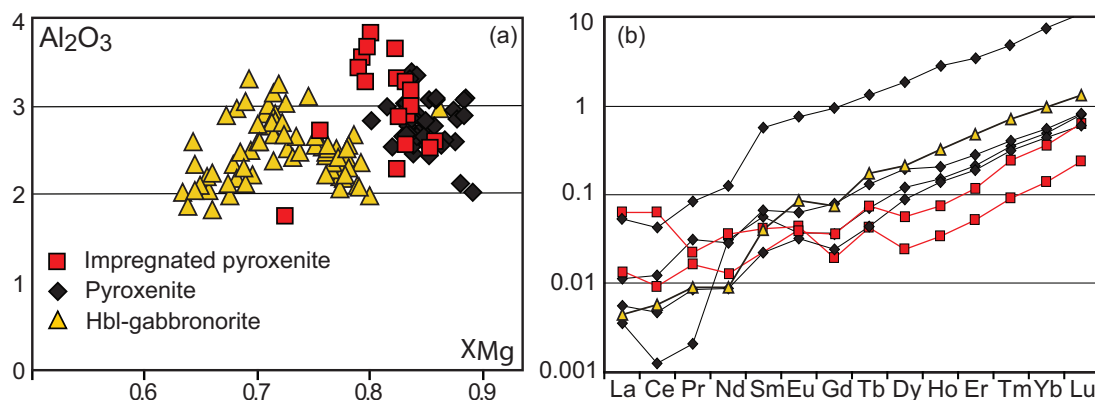 4
3
2
1
0
Al2O3
(a)
Impregnated pyroxenite
Pyroxenite
Hbl-gabbronorite
XMg
0.6
0.7
0.8
0.9
10
1
0.1
0.01
0.001
(b)
La Ce Pr Nd Sm Eu Gd Tb Dy Ho Er Tm Yb Lu